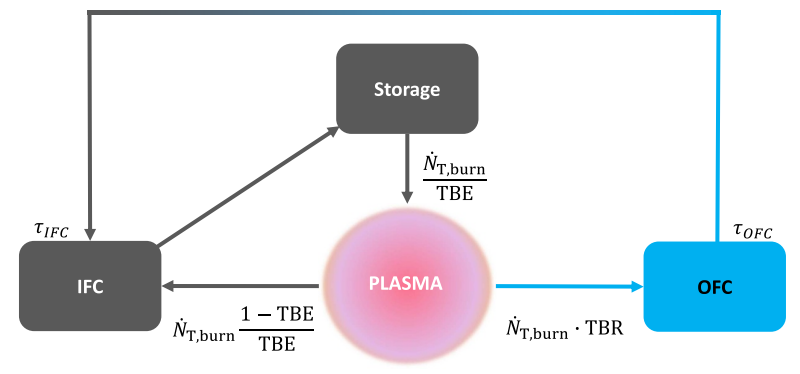 Storage
Ṅ_T,burn / TBE
τ_IFC
τ_OFC
IFC
PLASMA
OFC
Ṅ_T,burn (1 − TBE) / TBE
Ṅ_T,burn · TBR